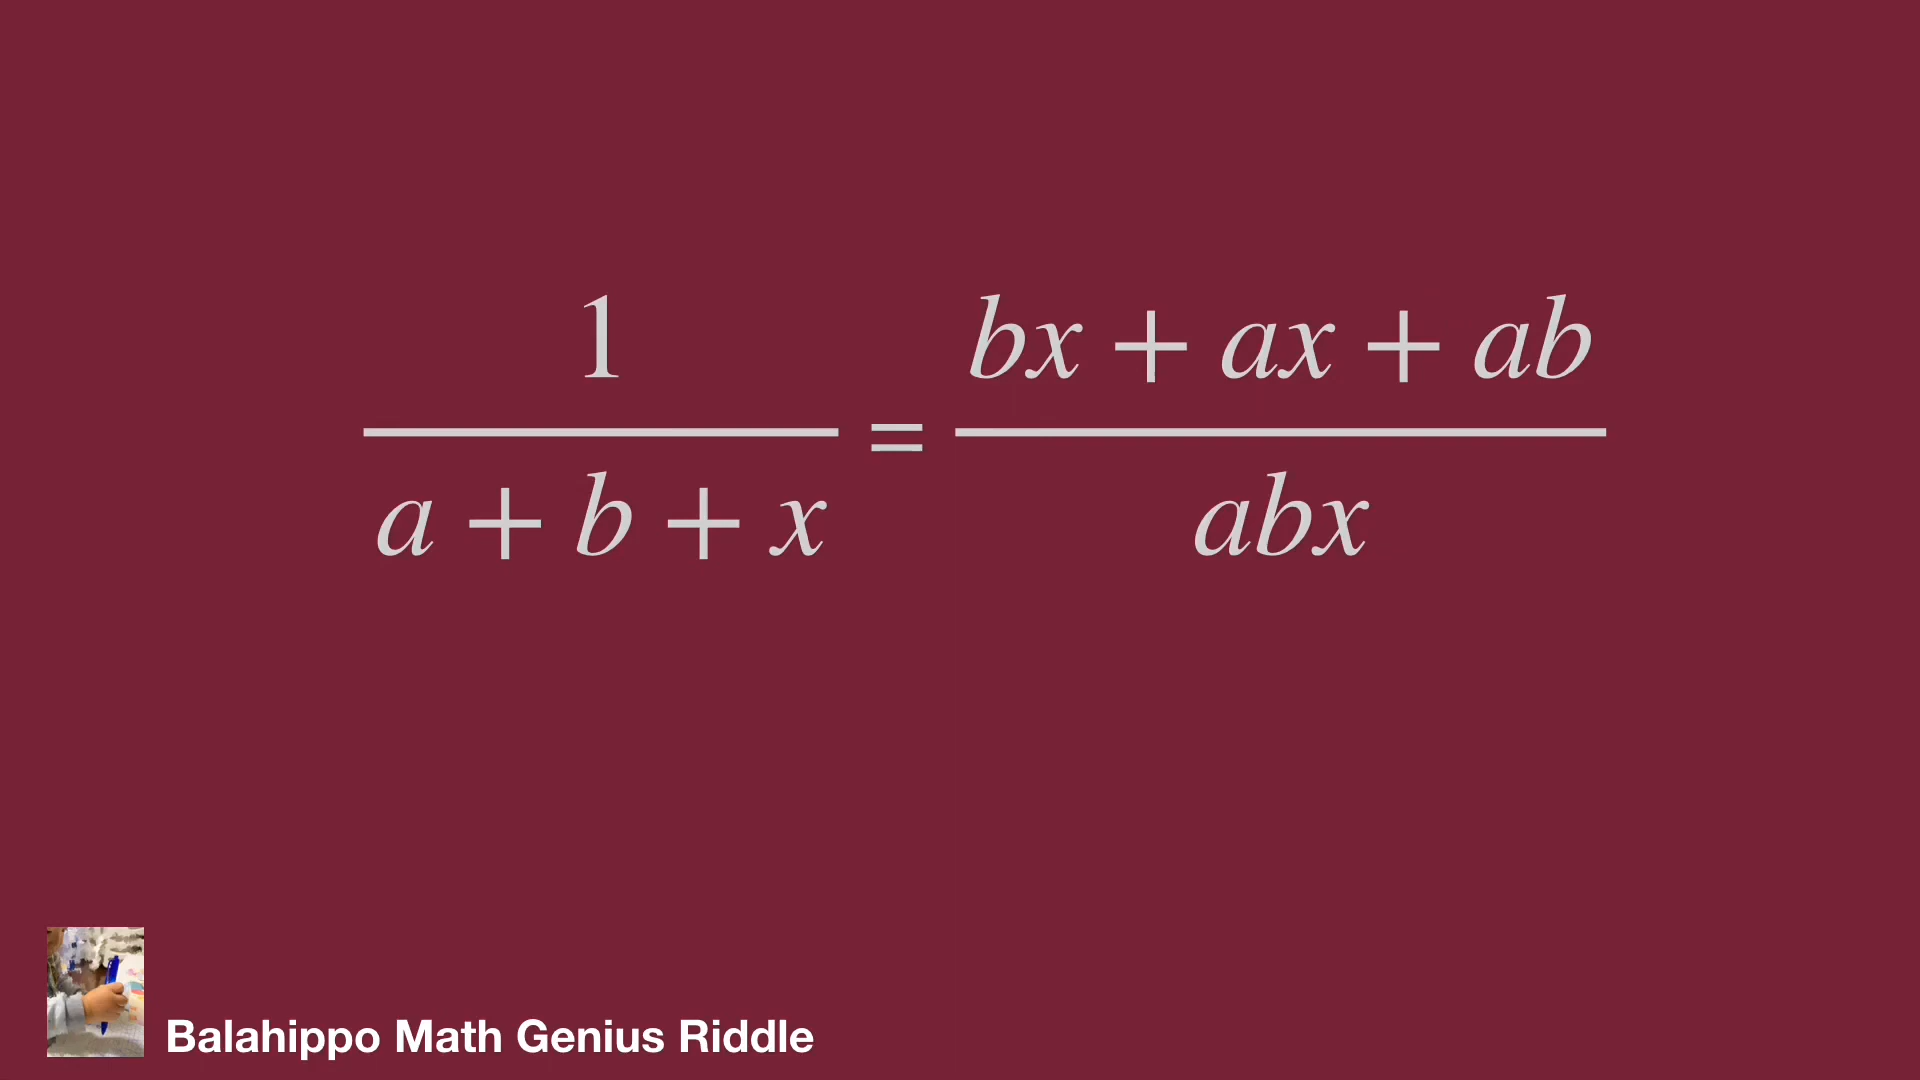 1 / (a + b + x) = (bx + ax + ab) / abx
Balahippo Math Genius Riddle